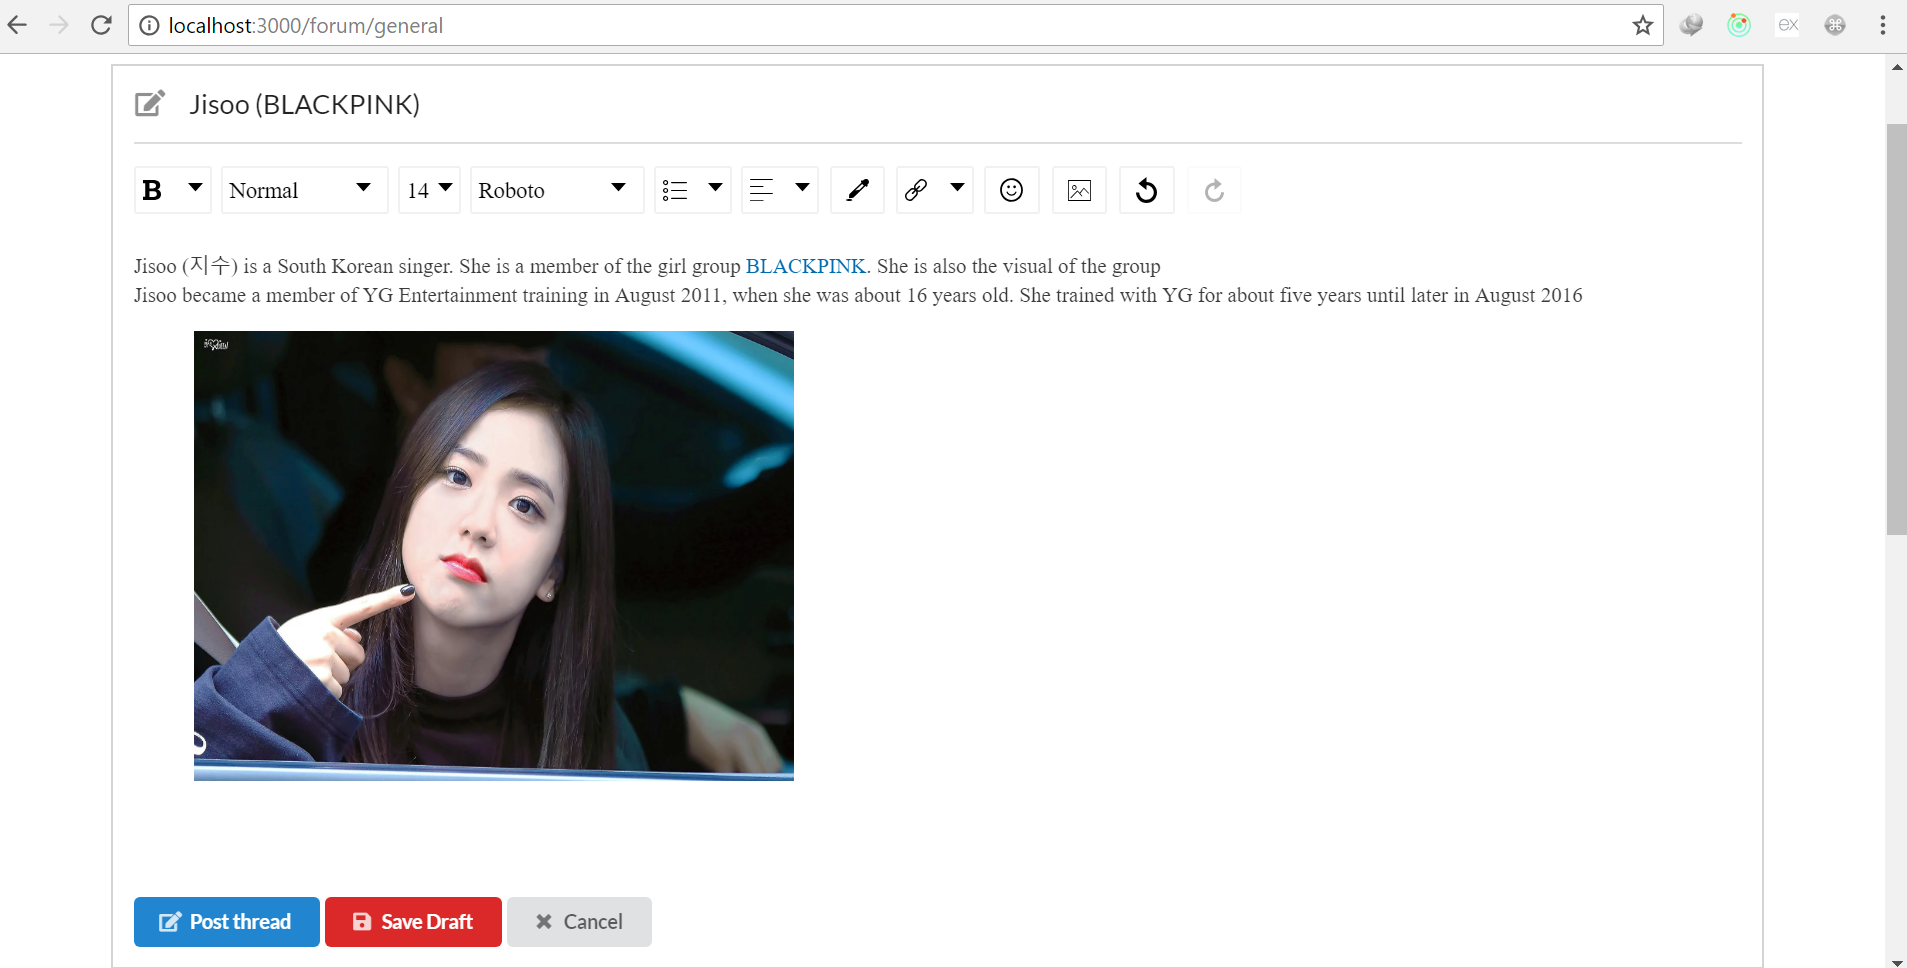 localhost:3000/forum/general
ex
Jisoo (BLACKPINK)
B
Normal
14
Roboto
Jisoo (지수) is a South Korean singer. She is a member of the girl group BLACKPINK. She is also the visual of the group
Jisoo became a member of YG Entertainment training in August 2011, when she was about 16 years old. She trained with YG for about five years until later in August 2016
Post thread
Save Draft
Cancel